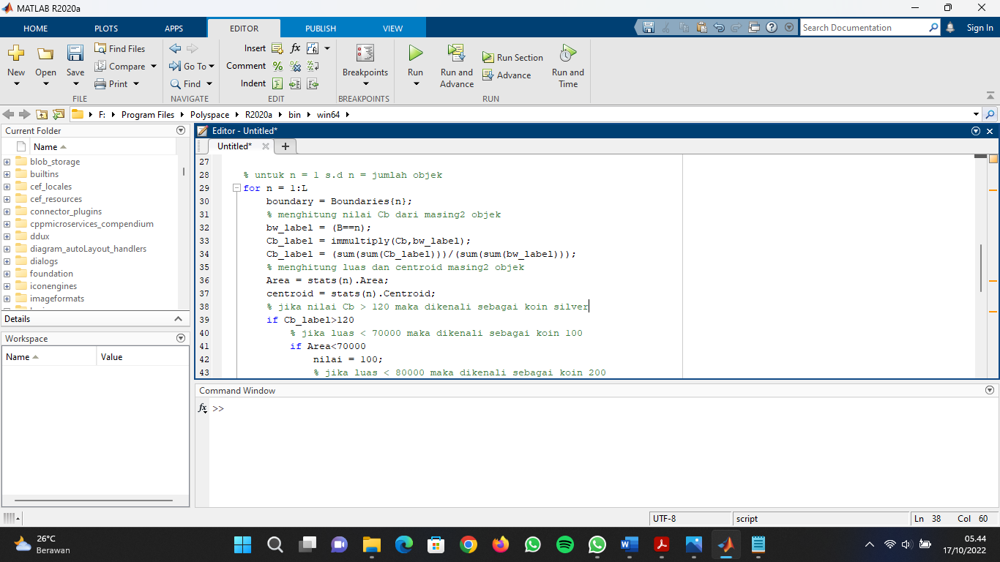 MATLAB R2020a
HOME PLOTS APPS EDITOR PUBLISH VIEW Search Documentation Sign In
New Open Save Find Files Compare Print
FILE
Go To Find
NAVIGATE
Insert fx
Comment
Indent
EDIT
Breakpoints
BREAKPOINTS
Run Run and Advance Run Section Advance Run and Time
RUN
F: Program Files Polyspace R2020a bin win64
Current Folder
Name
blob_storage
builtins
cef_locales
cef_resources
connector_plugins
cppmicroservices_compendium
ddux
diagram_autoLayout_handlers
dialogs
foundation
iconengines
imageformats
Details
Workspace
Name Value
Editor - Untitled*
Untitled* +
27
28 % untuk n = 1 s.d n = jumlah objek
29 for n = 1:L
30 boundary = Boundaries{n};
31 % menghitung nilai Cb dari masing2 objek
32 bw_label = (B==n);
33 Cb_label = immultiply(Cb,bw_label);
34 Cb_label = (sum(sum(Cb_label)))/(sum(sum(bw_label)));
35 % menghitung luas dan centroid masing2 objek
36 Area = stats(n).Area;
37 centroid = stats(n).Centroid;
38 % jika nilai Cb > 120 maka dikenali sebagai koin silver
39 if Cb_label>120
40 % jika luas < 70000 maka dikenali sebagai koin 100
41 if Area<70000
42 nilai = 100;
43 % jika luas < 80000 maka dikenali sebagai koin 200
Command Window
fx >>
UTF-8 script Ln 38 Col 60
26°C
Berawan
05.44
17/10/2022